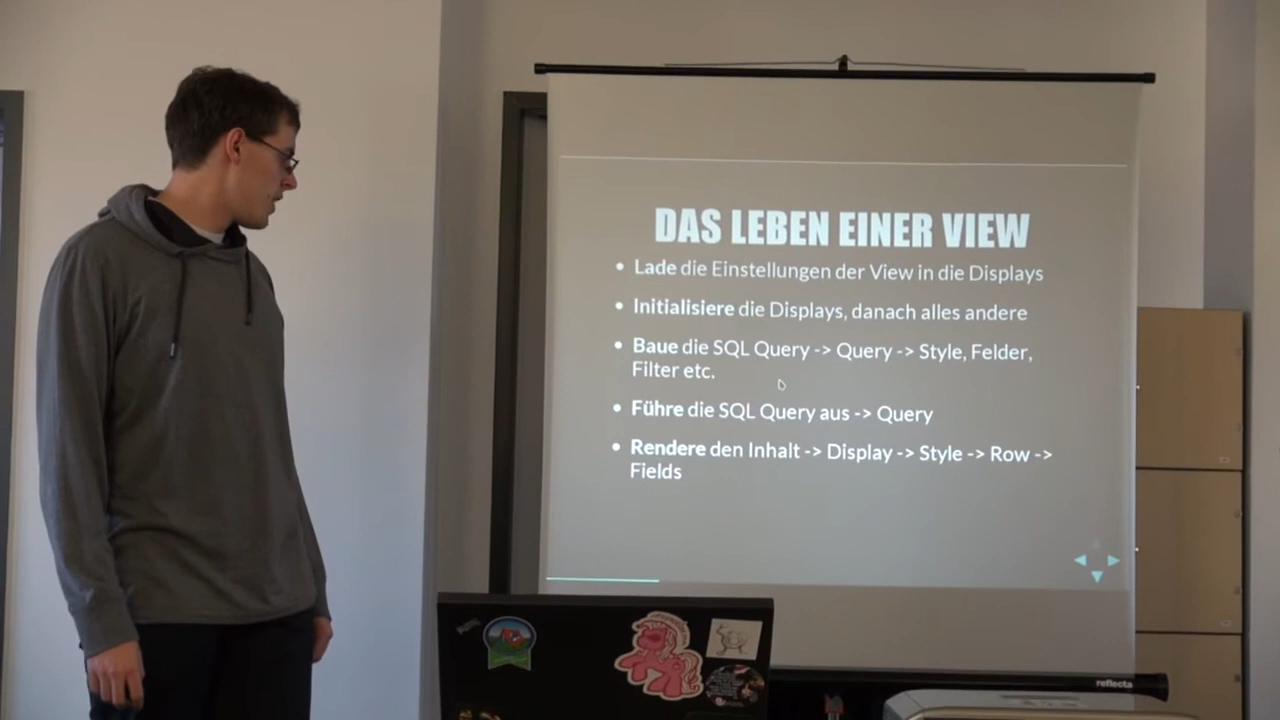 DAS LEBEN EINER VIEW
• Lade die Einstellungen der View in die Displays
• Initialisiere die Displays, danach alles andere
• Baue die SQL Query -> Query -> Style, Felder,
Filter etc.
• Führe die SQL Query aus -> Query
• Rendere den Inhalt -> Display -> Style -> Row ->
Fields
reflecta